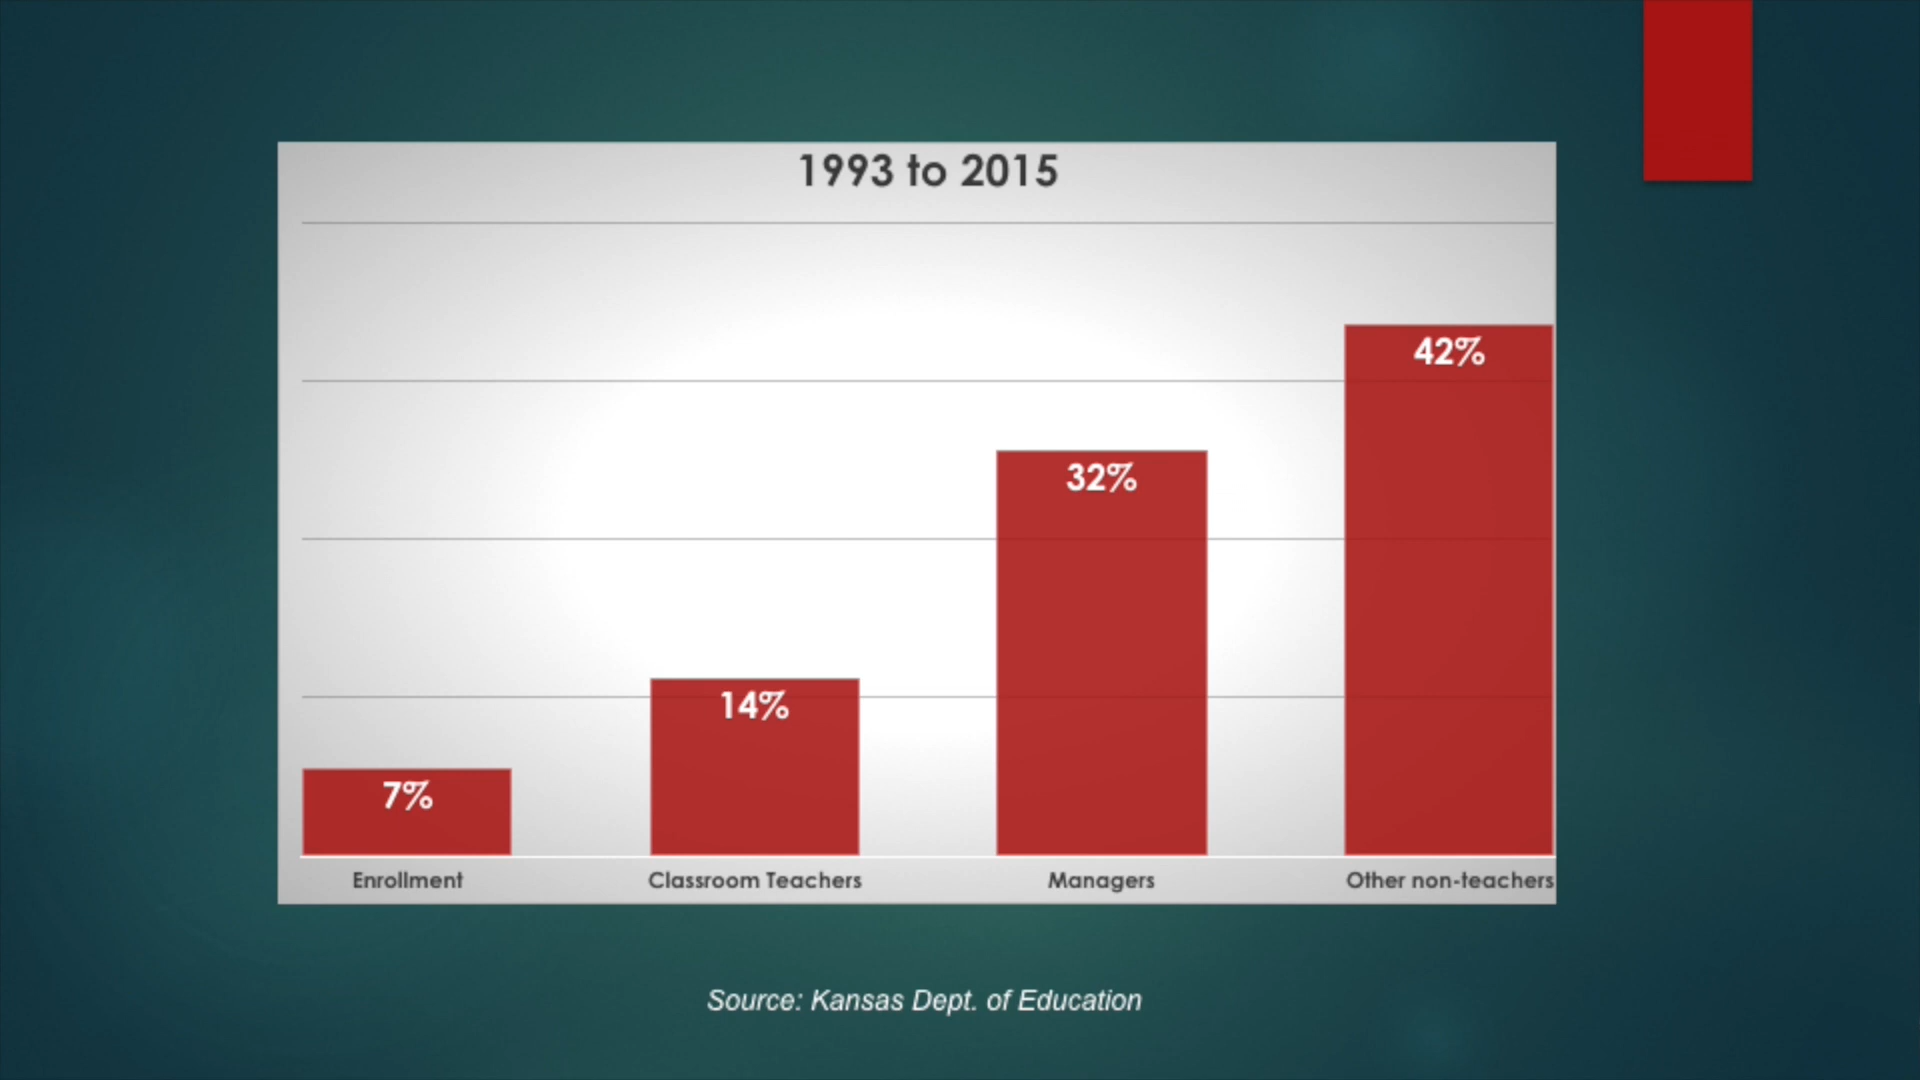 1993 to 2015
42%
32%
14%
7%
Enrollment Classroom Teachers Managers Other non-teachers
Source: Kansas Dept. of Education